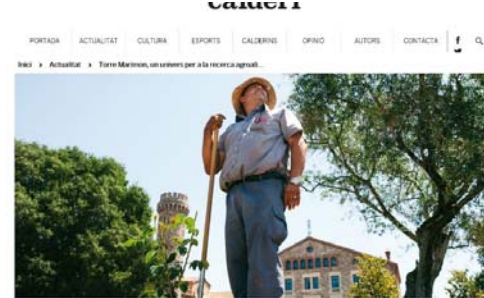 calderí
PORTADA ACTUALITAT CULTURA ESPORTS CALDERINS OPINIÓ AUTORS CONTACTA f
Inici > Actualitat > Torre Marimon, un univers per a la recerca agroali...